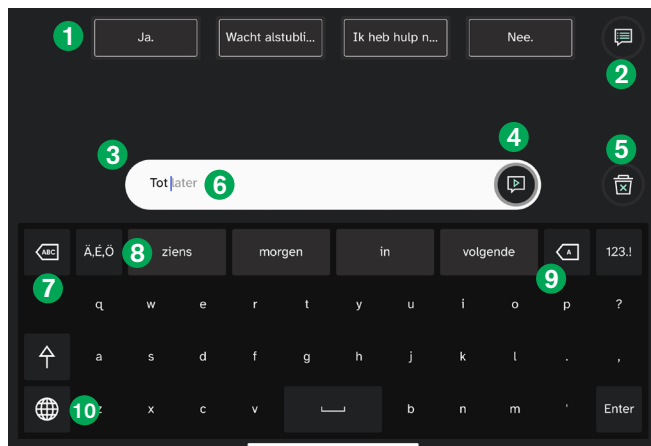 1 Ja. Wacht alstubli... Ik heb hulp n... Nee.
2
3 4 5
Tot later 6
ABC Ä,É,Ö 8 ziens morgen in volgende A 123.!
7 9
q w e r t y u i o p ?
a s d f g h j k l . ,
10 z x c v b n m ' Enter